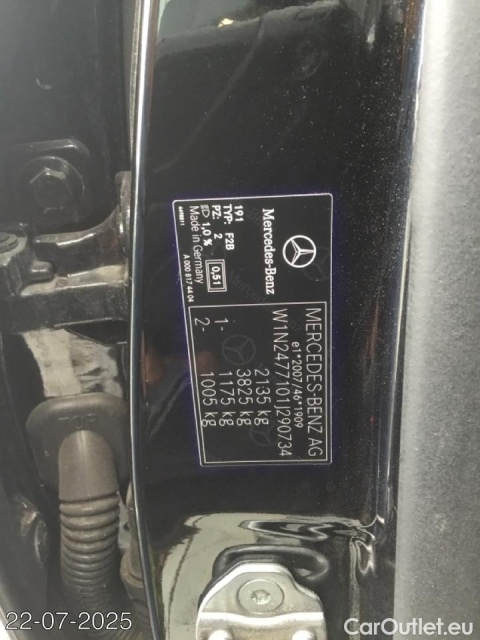 MERCEDES-BENZ AG
e1*2007/46*1909
W1N2477101J290734
2135 kg
3825 kg
1- 1175 kg
2- 1005 kg
Mercedes-Benz
191
TYP: F2B
PZ: 2
1,0 % 0,51
Made in Germany
A 000 817 44 04
22-07-2025
CarOutlet.eu